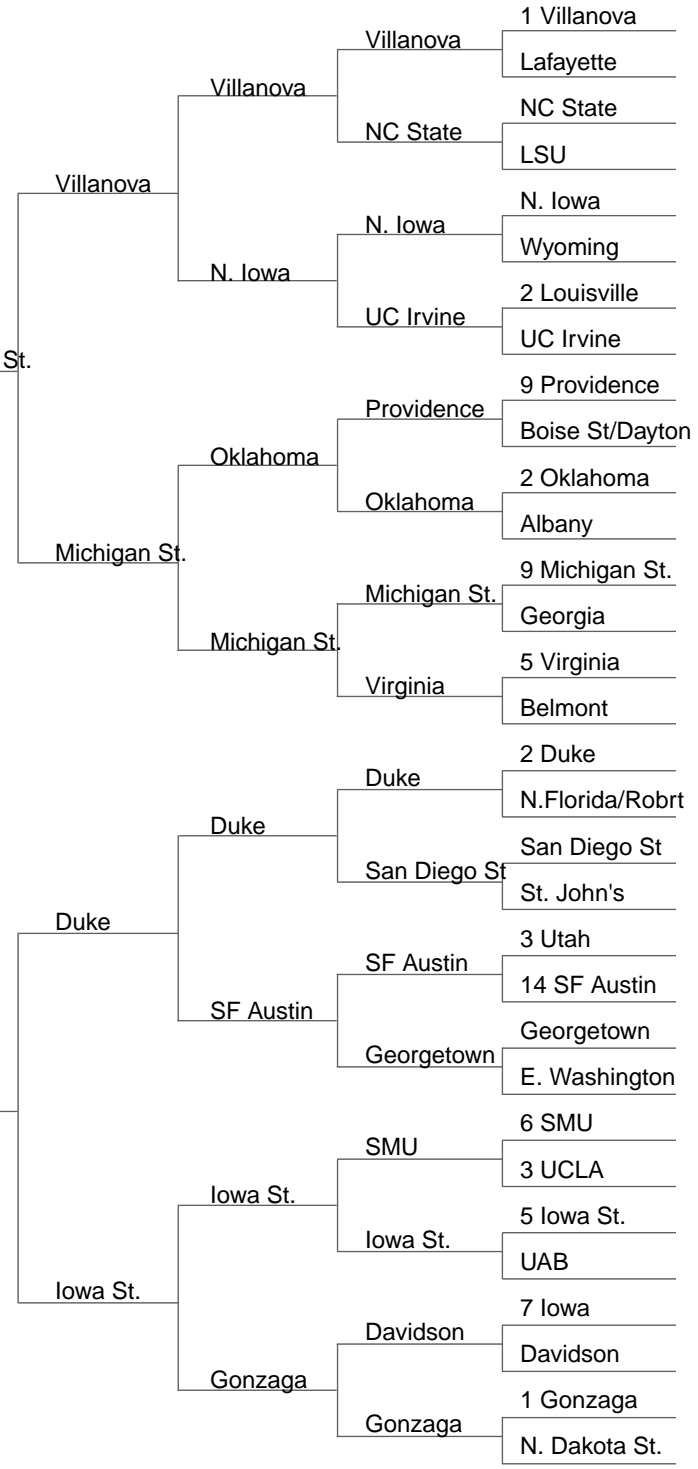 1 Villanova
Villanova
Lafayette
Villanova
NC State
NC State
LSU
Villanova
N. Iowa
N. Iowa
Wyoming
N. Iowa
2 Louisville
UC Irvine
UC Irvine
St.
9 Providence
Providence
Boise St/Dayton
Oklahoma
2 Oklahoma
Oklahoma
Albany
Michigan St.
9 Michigan St.
Michigan St.
Georgia
Michigan St.
5 Virginia
Virginia
Belmont
2 Duke
Duke
N.Florida/Robrt
Duke
San Diego St
San Diego St
St. John's
Duke
3 Utah
SF Austin
14 SF Austin
SF Austin
Georgetown
Georgetown
E. Washington
6 SMU
SMU
3 UCLA
Iowa St.
5 Iowa St.
Iowa St.
UAB
Iowa St.
7 Iowa
Davidson
Davidson
Gonzaga
1 Gonzaga
Gonzaga
N. Dakota St.